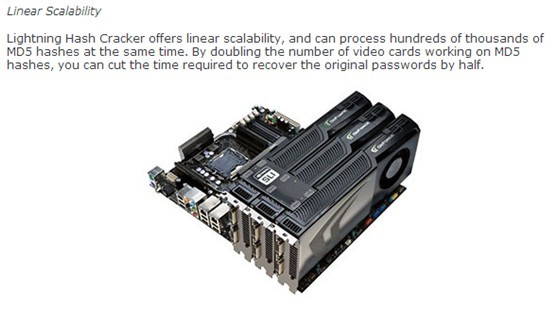 Linear Scalability
Lightning Hash Cracker offers linear scalability, and can process hundreds of thousands of
MD5 hashes at the same time. By doubling the number of video cards working on MD5
hashes, you can cut the time required to recover the original passwords by half.
SLI